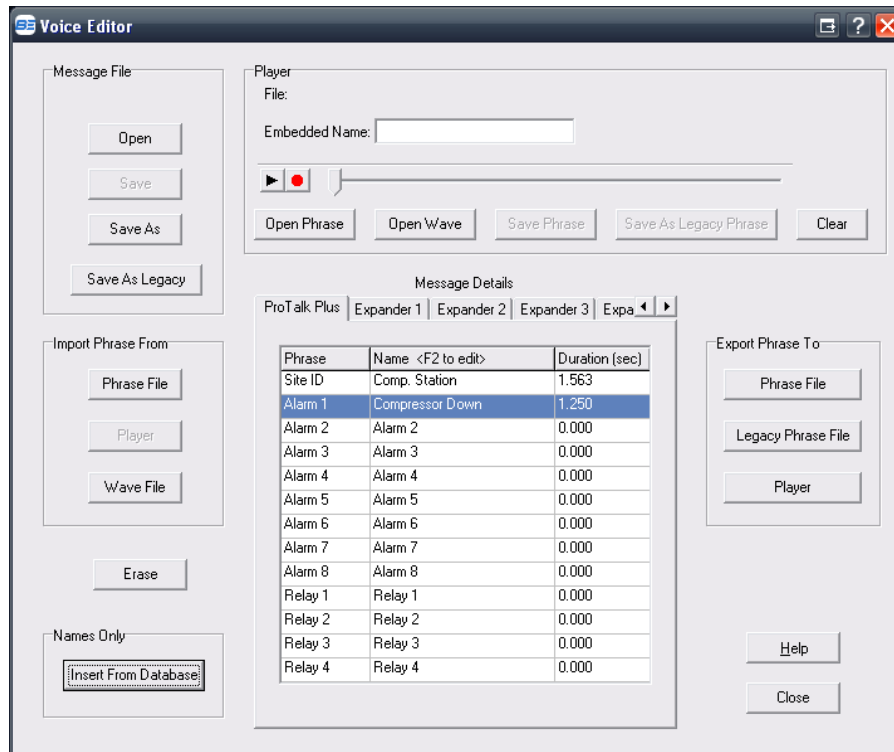 BE Voice Editor
Message File
Open
Save
Save As
Save As Legacy
Player
File:
Embedded Name:
Open Phrase Open Wave Save Phrase Save As Legacy Phrase Clear
Message Details
ProTalk Plus Expander 1 Expander 2 Expander 3 Expa
Import Phrase From
Phrase File
Player
Wave File
Erase
Names Only
Insert From Database
Phrase Name <F2 to edit> Duration (sec)
Site ID Comp. Station 1.563
Alarm 1 Compressor Down 1.250
Alarm 2 Alarm 2 0.000
Alarm 3 Alarm 3 0.000
Alarm 4 Alarm 4 0.000
Alarm 5 Alarm 5 0.000
Alarm 6 Alarm 6 0.000
Alarm 7 Alarm 7 0.000
Alarm 8 Alarm 8 0.000
Relay 1 Relay 1 0.000
Relay 2 Relay 2 0.000
Relay 3 Relay 3 0.000
Relay 4 Relay 4 0.000
Export Phrase To
Phrase File
Legacy Phrase File
Player
Help
Close